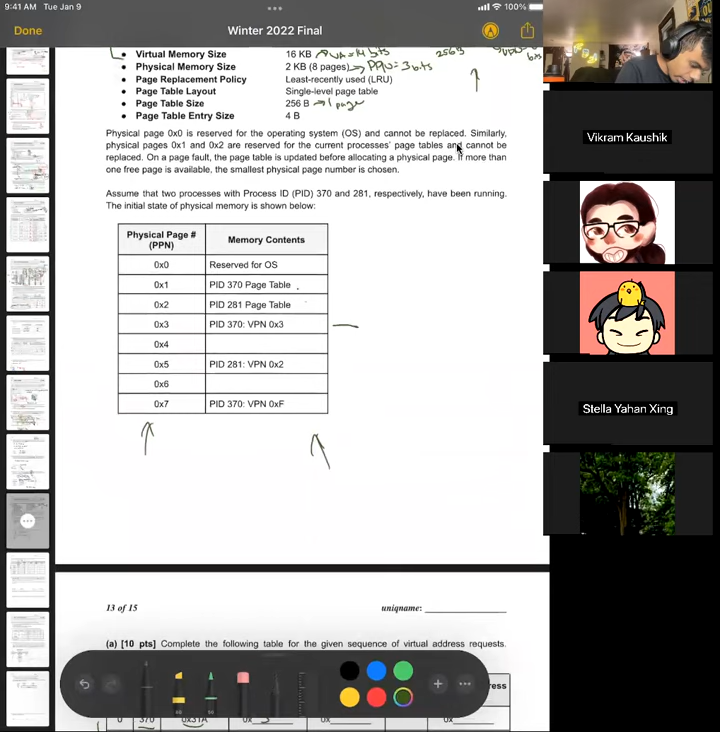 9:41 AM Tue Jan 9
100%
Done
Winter 2022 Final
• Virtual Memory Size 16 KB → VA = 14 bits 256B
• Physical Memory Size 2 KB (8 pages) → PPN = 3 bits
• Page Replacement Policy Least-recently used (LRU)
• Page Table Layout Single-level page table
• Page Table Size 256 B → 1 page
• Page Table Entry Size 4 B
Physical page 0x0 is reserved for the operating system (OS) and cannot be replaced. Similarly,
physical pages 0x1 and 0x2 are reserved for the current processes' page tables and cannot be
replaced. On a page fault, the page table is updated before allocating a physical page. If more than
one free page is available, the smallest physical page number is chosen.
Assume that two processes with Process ID (PID) 370 and 281, respectively, have been running.
The initial state of physical memory is shown below:
Physical Page # (PPN) Memory Contents
0x0 Reserved for OS
0x1 PID 370 Page Table
0x2 PID 281 Page Table
0x3 PID 370: VPN 0x3
0x4
0x5 PID 281: VPN 0x2
0x6
0x7 PID 370: VPN 0xF
13 of 15 uniqname:
(a) [10 pts] Complete the following table for the given sequence of virtual address requests.
0 370 0x31A 0x 0x 0x
Vikram Kaushik
Stella Yahan Xing